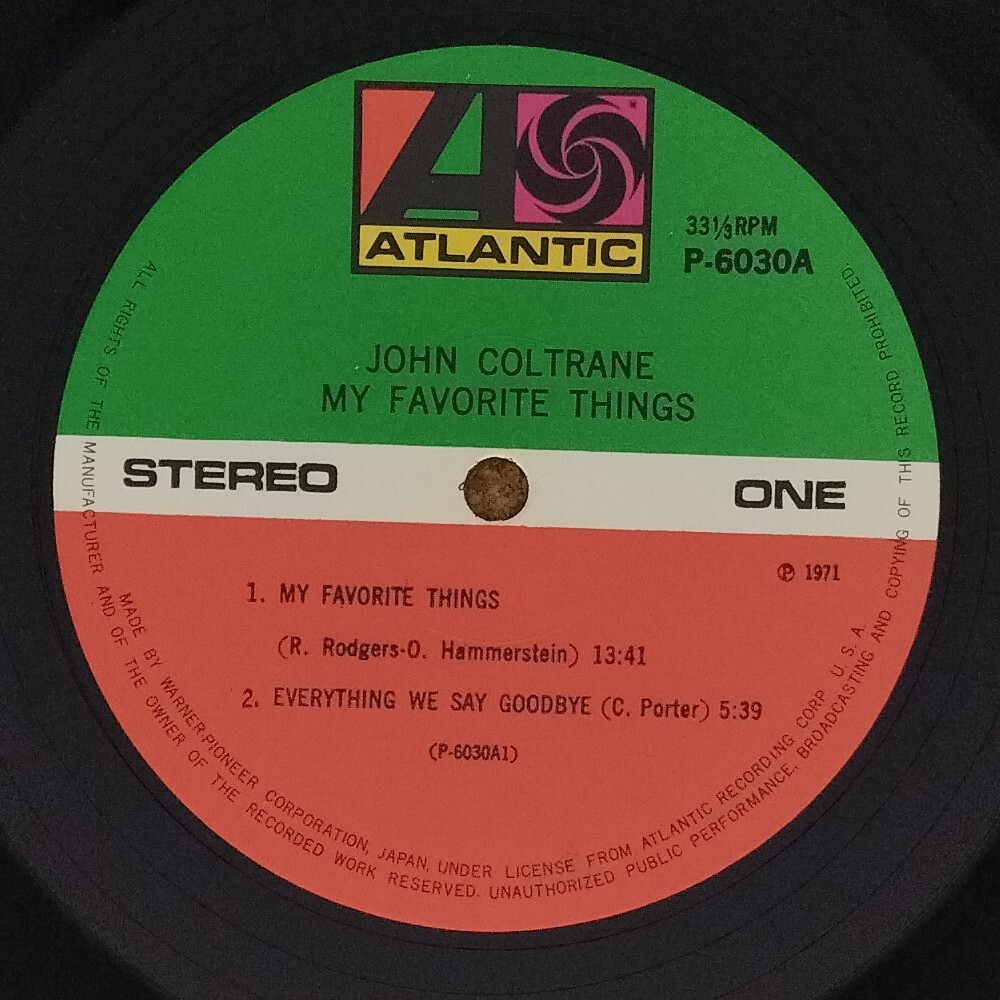 ATLANTIC
33⅓RPM
P-6030A
JOHN COLTRANE
MY FAVORITE THINGS
STEREO
ONE
℗ 1971
1. MY FAVORITE THINGS
(R. Rodgers-O. Hammerstein) 13:41
2. EVERYTHING WE SAY GOODBYE (C. Porter) 5:39
(P-6030A1)
MADE BY WARNER-PIONEER CORPORATION, JAPAN, UNDER LICENSE FROM ATLANTIC RECORDING CORP. U. S. A.
ALL RIGHTS OF THE MANUFACTURER AND OF THE OWNER OF THE RECORDED WORK RESERVED. UNAUTHORIZED PUBLIC PERFORMANCE, BROADCASTING AND COPYING OF THIS RECORD PROHIBITED.